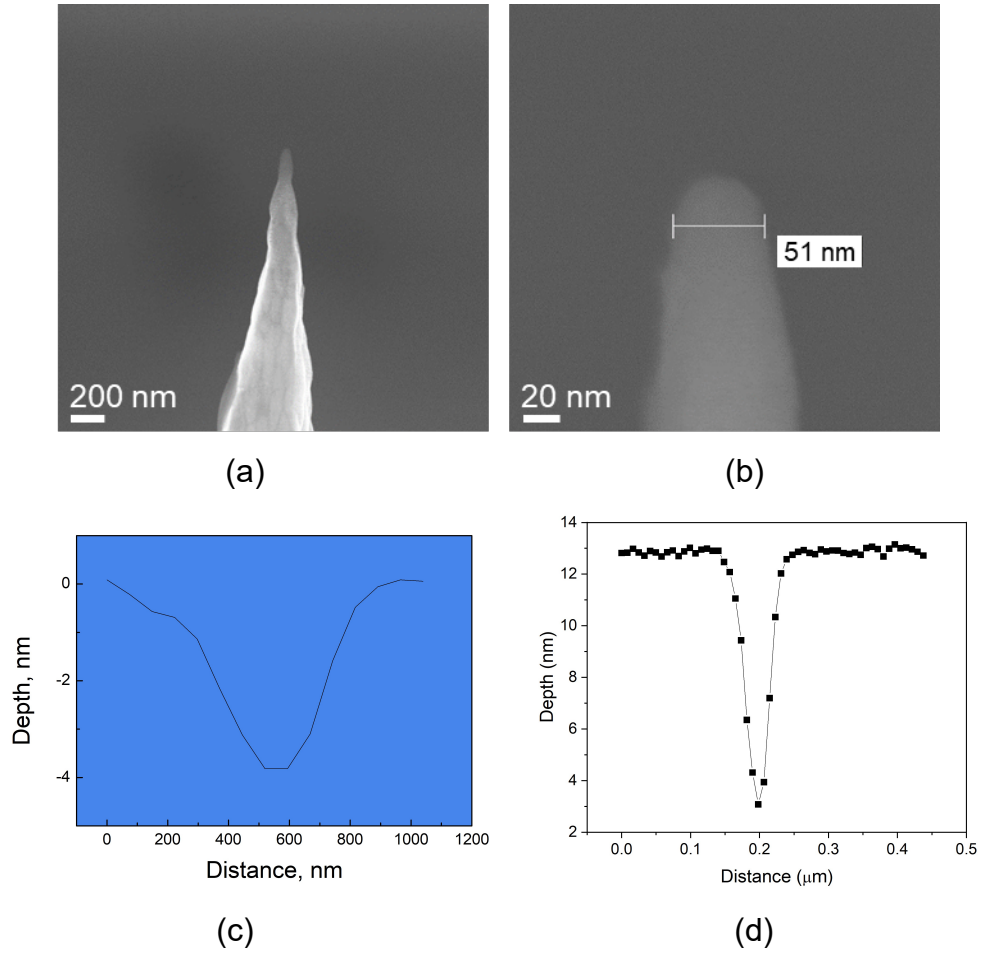 51 nm
200 nm
20 nm
(a)
(b)
0
-2
-4
Depth, nm
0
200
400
600
800
1000
1200
Distance, nm
(c)
14
12
10
8
6
4
2
Depth (nm)
0.0
0.1
0.2
0.3
0.4
0.5
Distance (μm)
(d)